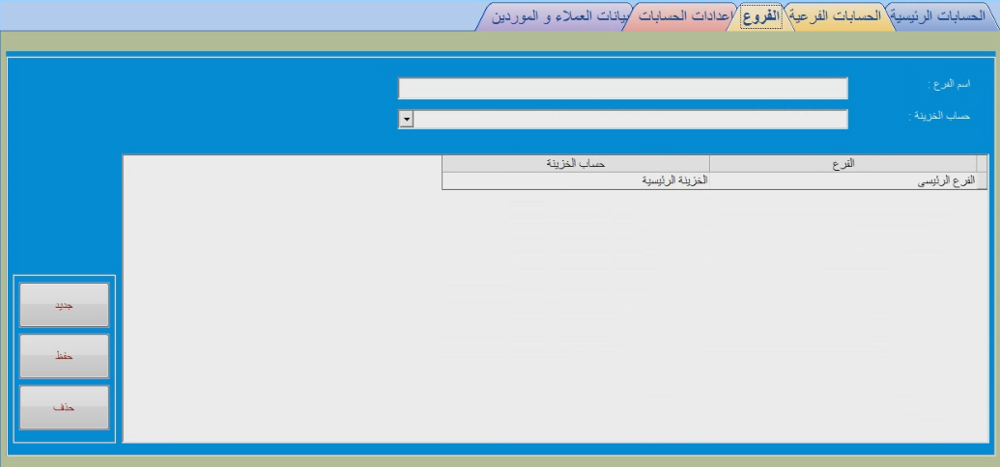 الحسابات الرئيسية الحسابات الفرعية الفروع إعدادات الحسابات بيانات العملاء و الموردين
اسم الفرع :
حساب الخزينة :
الفرع حساب الخزينة
الفرع الرئيسى الخزينة الرئيسية
جديد
حفظ
حذف